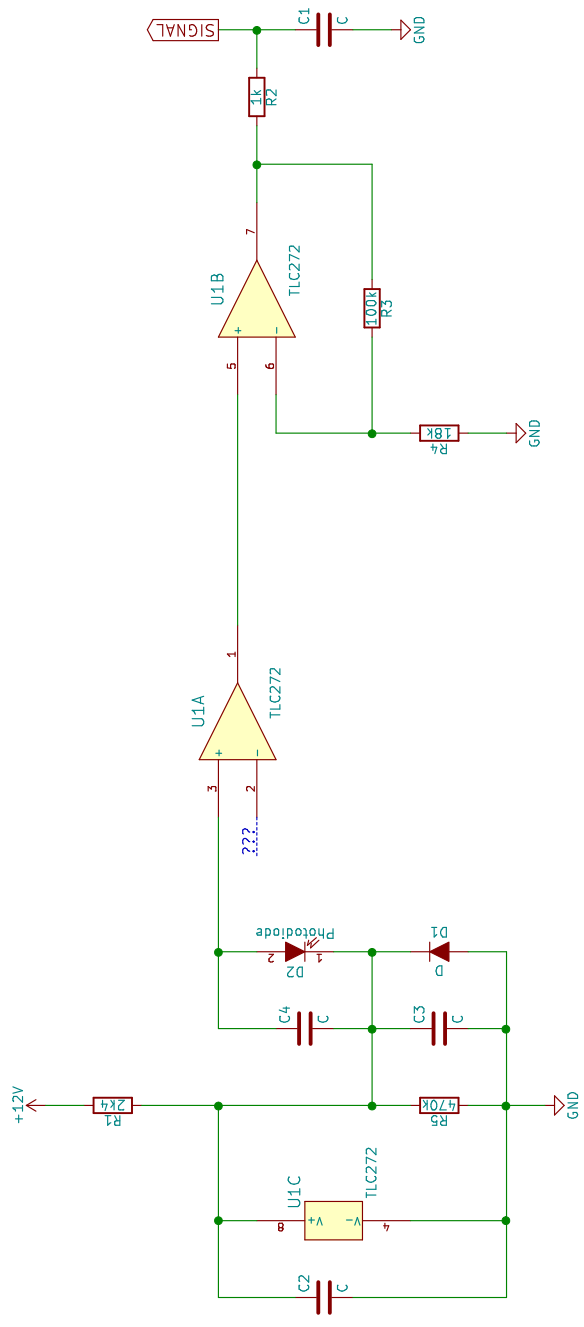 SIGNAL
C1
C
GND
1k
R2
7
U1B
TLC272
+
−
5
6
100k
R3
18k
R4
GND
1
U1A
TLC272
+
−
3
2
???
Photodiode
2
1
D2
D1
D
C4
C
C3
C
+12V
2k4
R1
470k
R5
GND
U1C
TLC272
8
V+
V−
4
C2
C